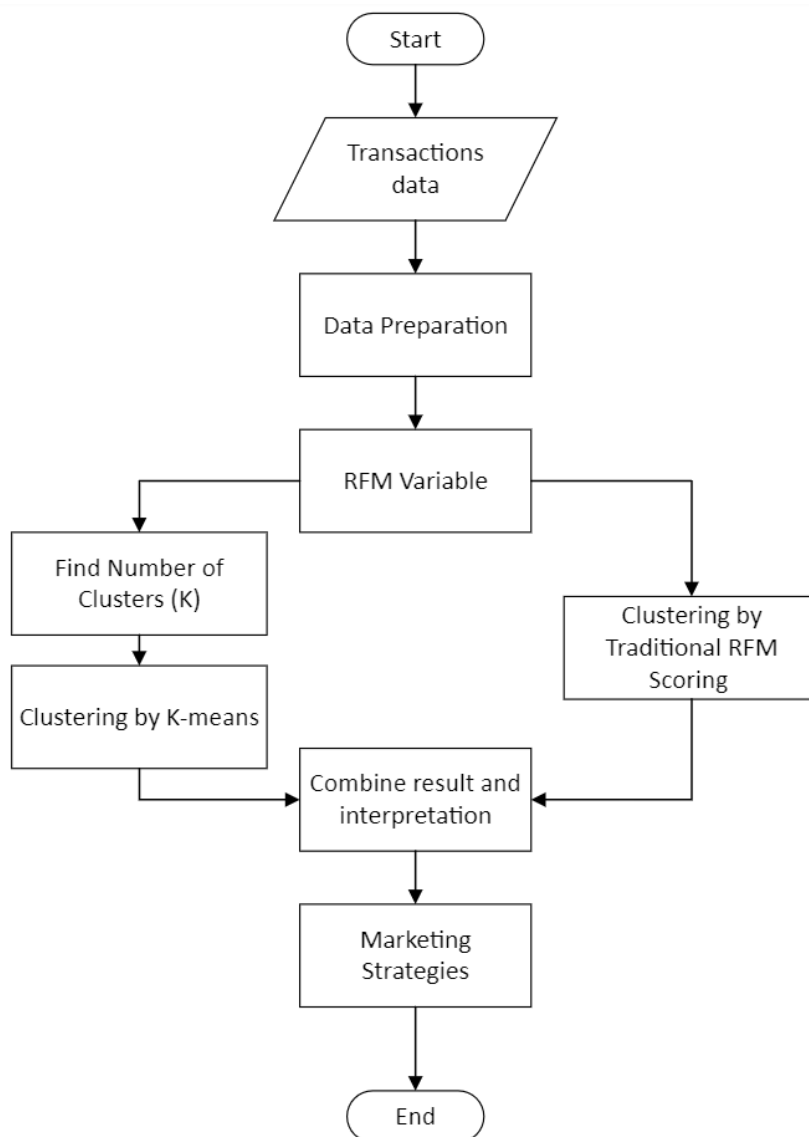 Start
Transactions
data
Data Preparation
RFM Variable
Find Number of
Clusters (K)
Clustering by K-means
Clustering by
Traditional RFM
Scoring
Combine result and
interpretation
Marketing
Strategies
End